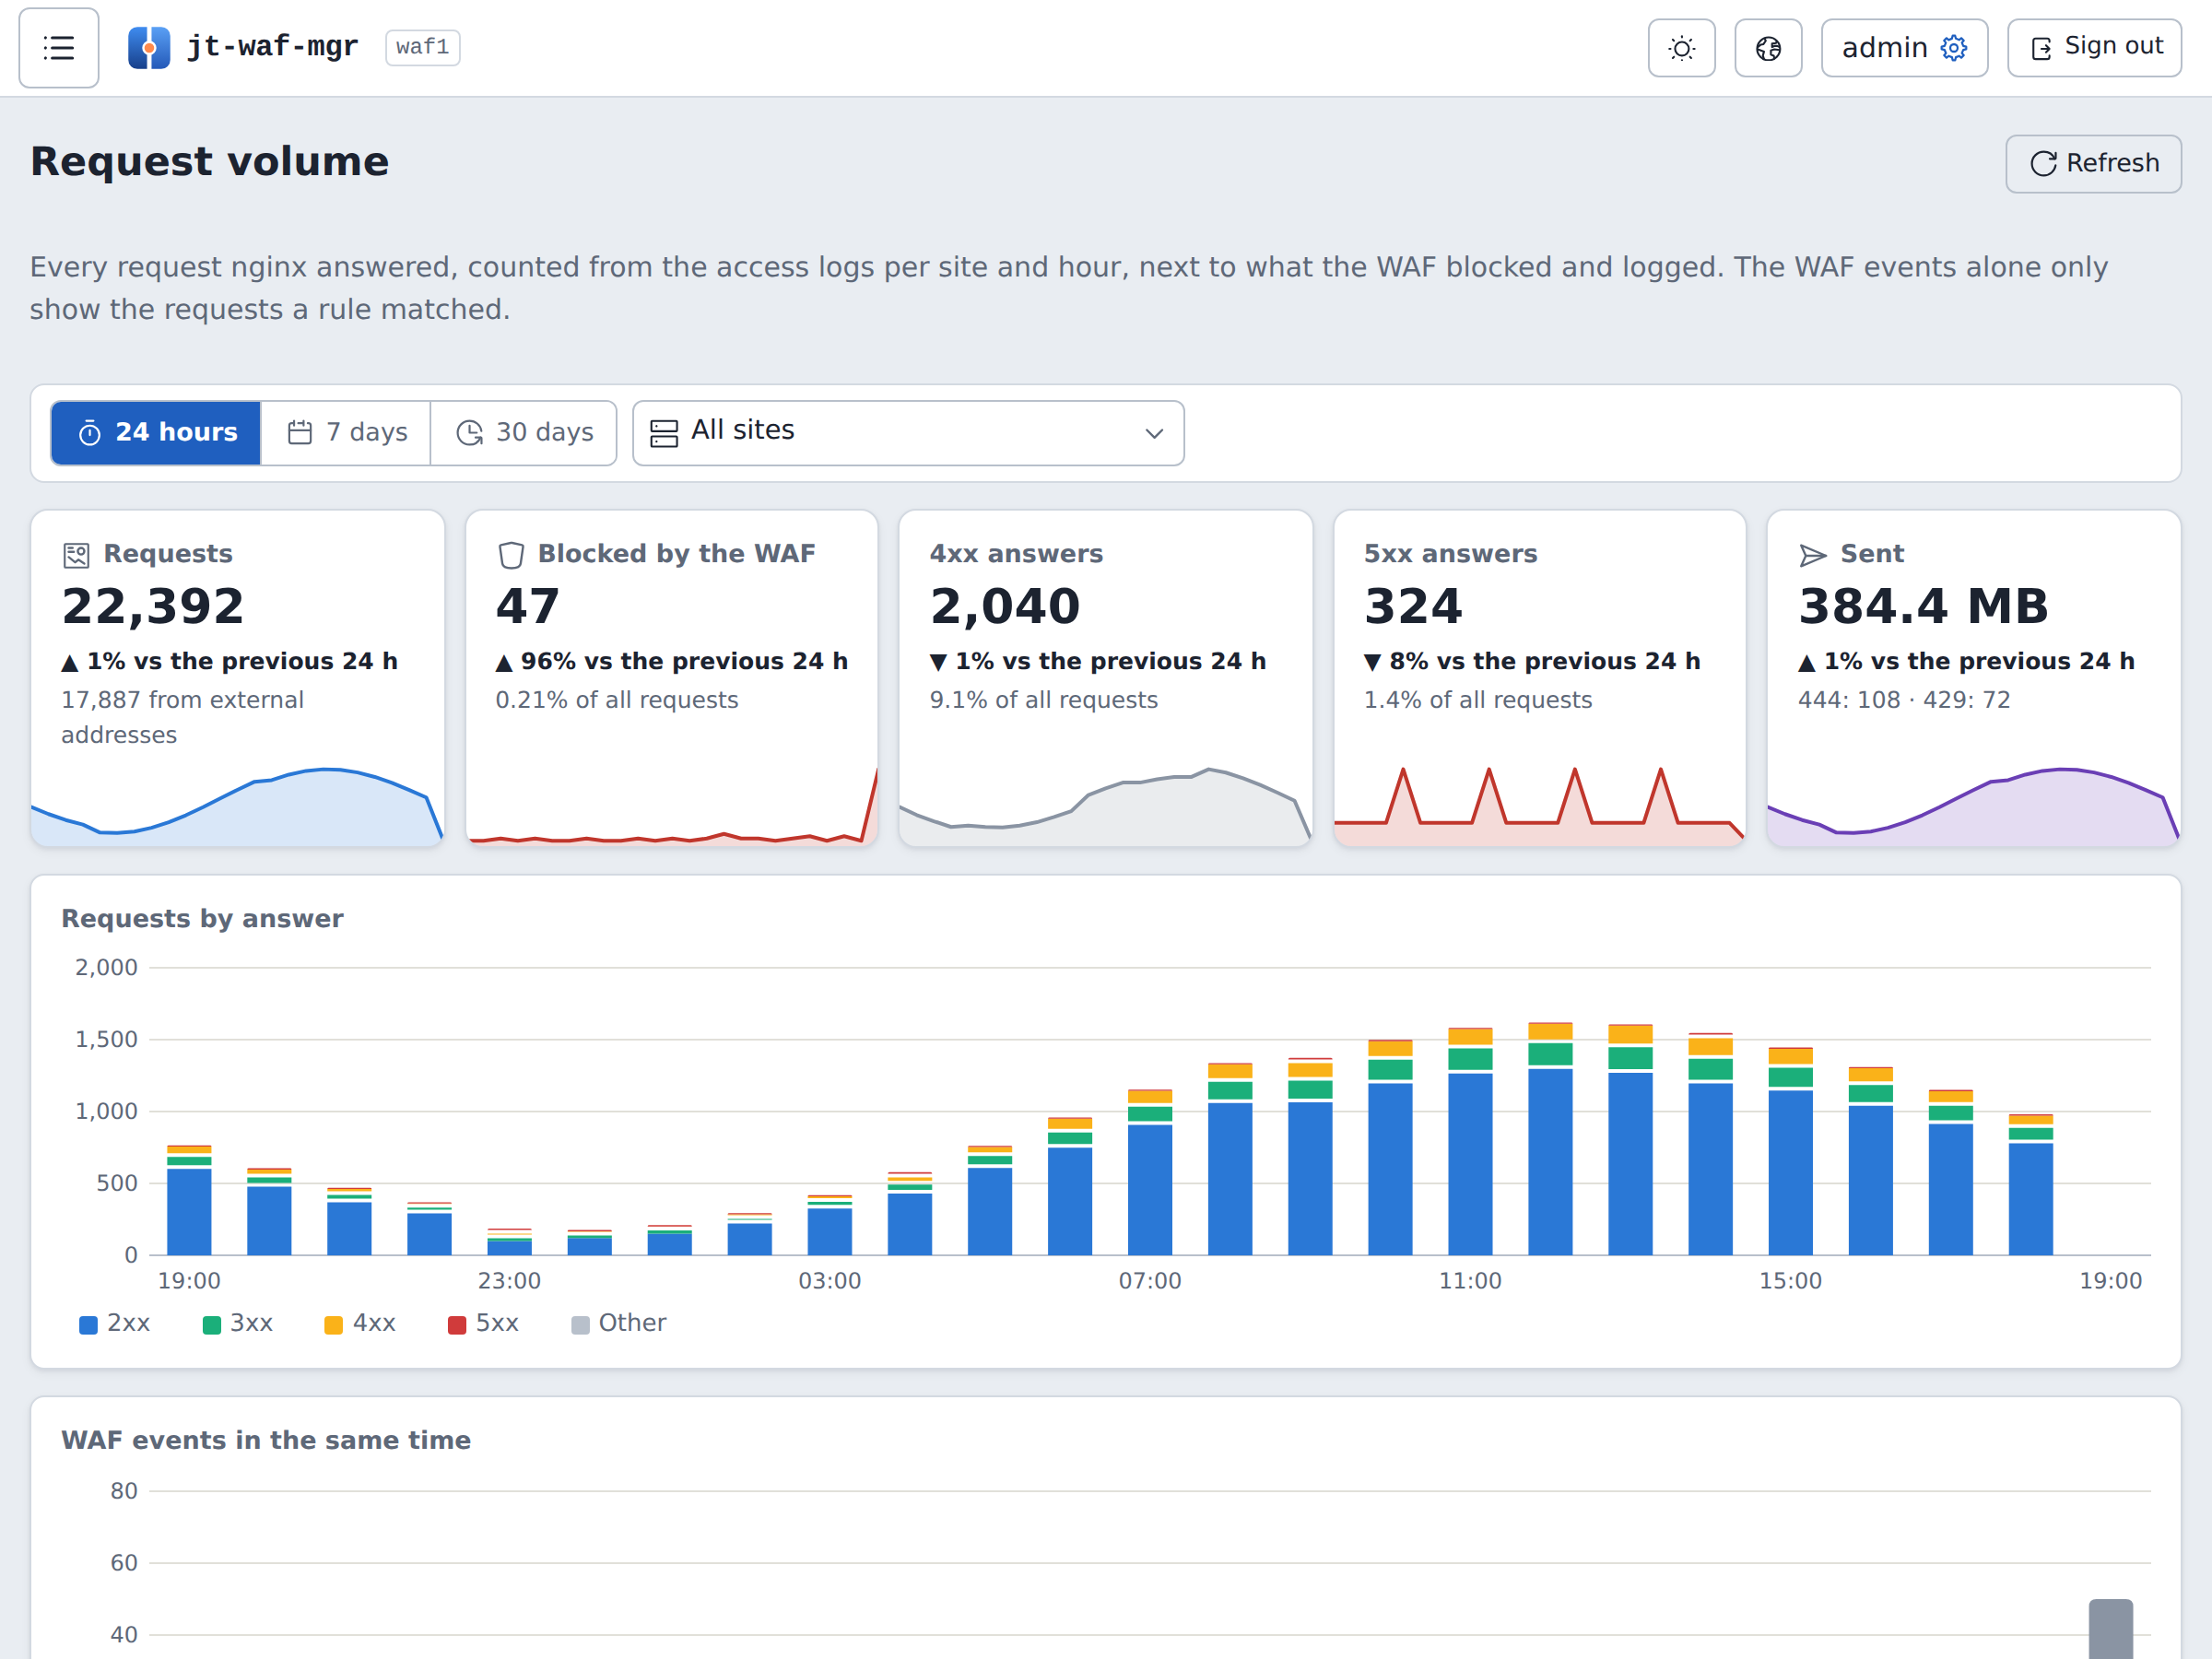 jt-waf-mgr waf1 admin Sign out
Request volume Refresh
Every request nginx answered, counted from the access logs per site and hour, next to what the WAF blocked and logged. The WAF events alone only
show the requests a rule matched.
24 hours 7 days 30 days All sites
Requests
22,392
▲ 1% vs the previous 24 h
17,887 from external
addresses
Blocked by the WAF
47
▲ 96% vs the previous 24 h
0.21% of all requests
4xx answers
2,040
▼ 1% vs the previous 24 h
9.1% of all requests
5xx answers
324
▼ 8% vs the previous 24 h
1.4% of all requests
Sent
384.4 MB
▲ 1% vs the previous 24 h
444: 108 · 429: 72
Requests by answer
2,000
1,500
1,000
500
0
19:00 23:00 03:00 07:00 11:00 15:00 19:00
2xx 3xx 4xx 5xx Other
WAF events in the same time
80
60
40